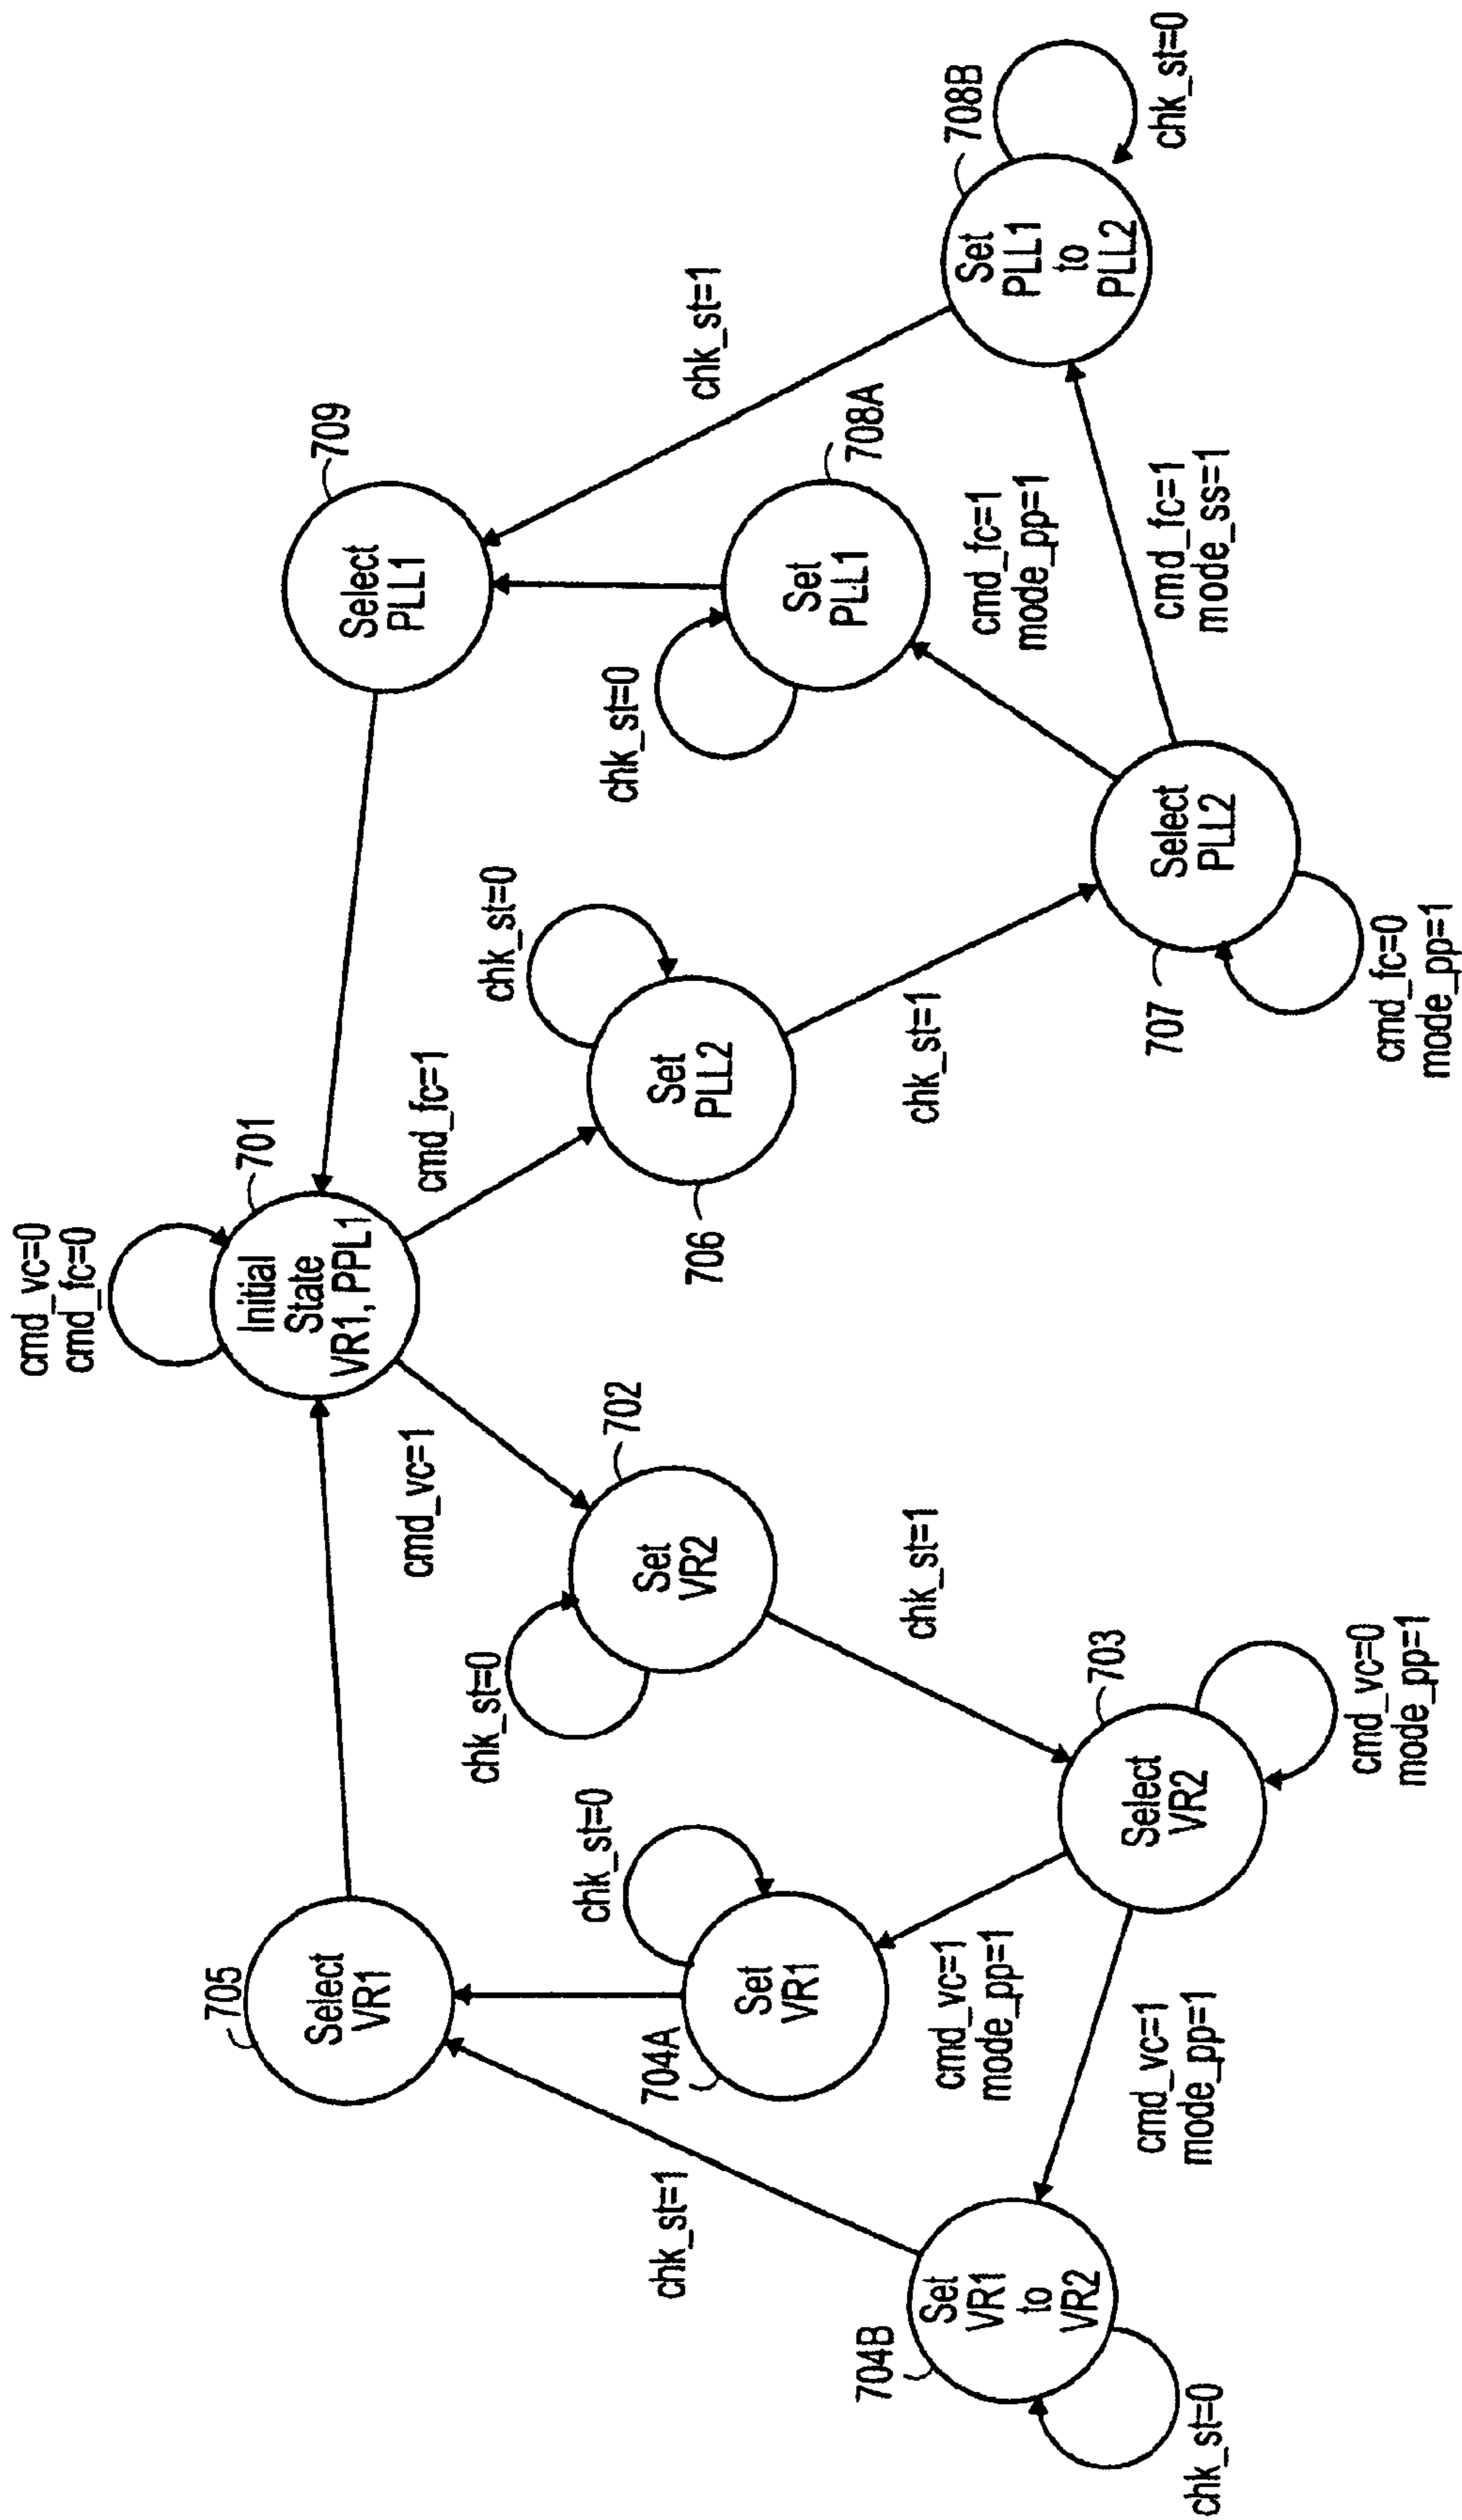 cmd_vc=0
cmd_fc=0
705
701
Initial
State
VR1, PPL1
709
Select
VR1
Select
PLL1
cmd_vc=1
cmd_fc=1
chk_st=0
chk_st=0
chk_st=0
702
chk_st=0
Set
VR2
Set
PLL2
704A
chk_st=1
706
chk_st=1
Set
VR1
Set
PLL1
708A
704B
chk_st=1
chk_st=1
Set
VR1
to
VR2
cmd_vc=1
mode_pp=1
cmd_fc=1
mode_pp=1
708B
Set
PLL1
to
PLL2
703
Select
VR2
cmd_vc=1
mode_pp=1
707
Select
PLL2
cmd_fc=1
mode_ss=1
chk_st=0
chk_st=0
cmd_vc=0
mode_pp=1
cmd_fc=0
mode_pp=1